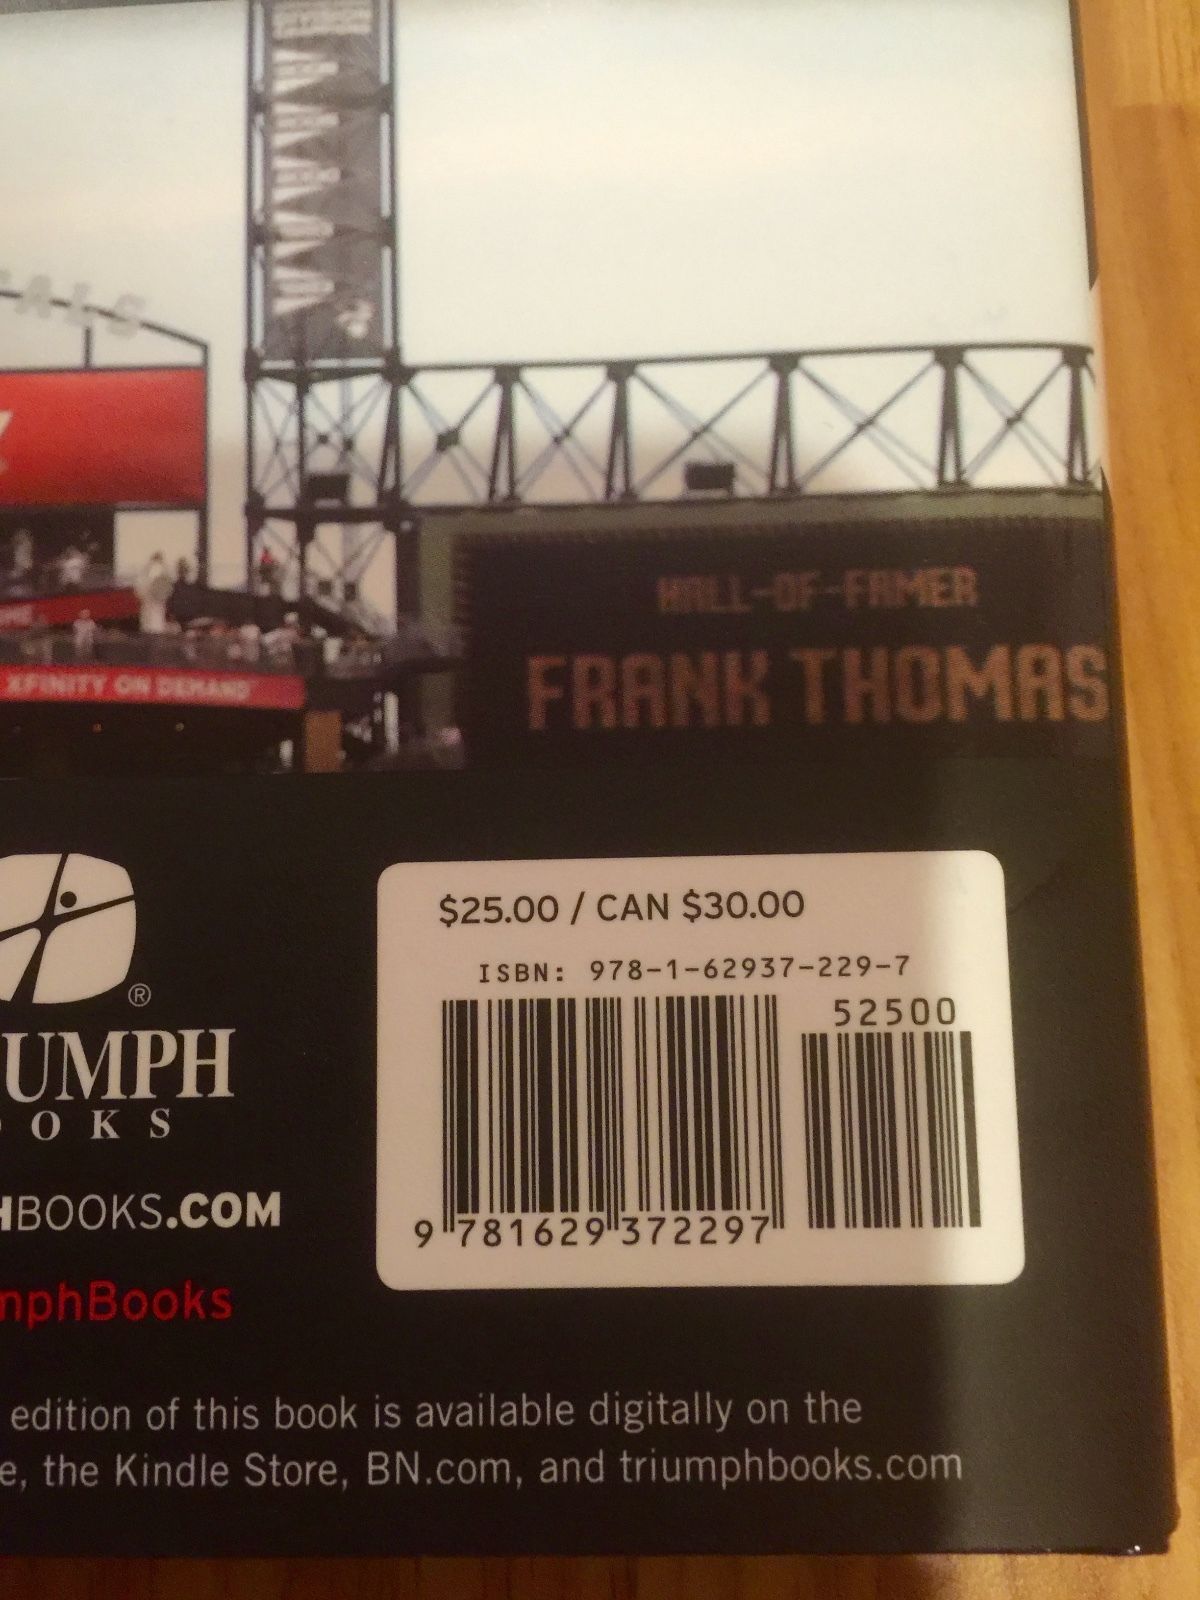 ALS
HALL-OF-FAMER
FRANK THOMAS
XFINITY ON DEMAND
$25.00 / CAN $30.00
ISBN: 978-1-62937-229-7
52500
9 781629 372297
®
UMPH
OOKS
HBOOKS.COM
mphBooks
edition of this book is available digitally on the
e, the Kindle Store, BN.com, and triumphbooks.com